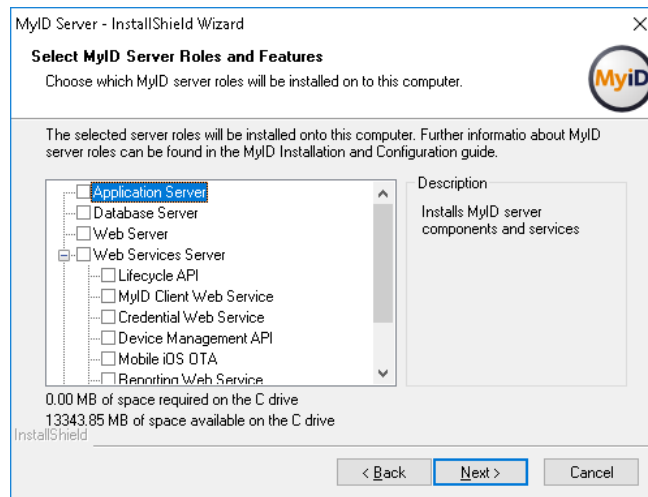 MyID Server - InstallShield Wizard
Select MyID Server Roles and Features
Choose which MyID server roles will be installed on to this computer.
MyiD
The selected server roles will be installed onto this computer. Further informatio about MyID
server roles can be found in the MyID Installation and Configuration guide.
Application Server
Database Server
Web Server
Web Services Server
Lifecycle API
MyID Client Web Service
Credential Web Service
Device Management API
Mobile iOS OTA
Reporting Web Service
Description
Installs MyID server
components and services
0.00 MB of space required on the C drive
13343.85 MB of space available on the C drive
InstallShield
< Back
Next >
Cancel